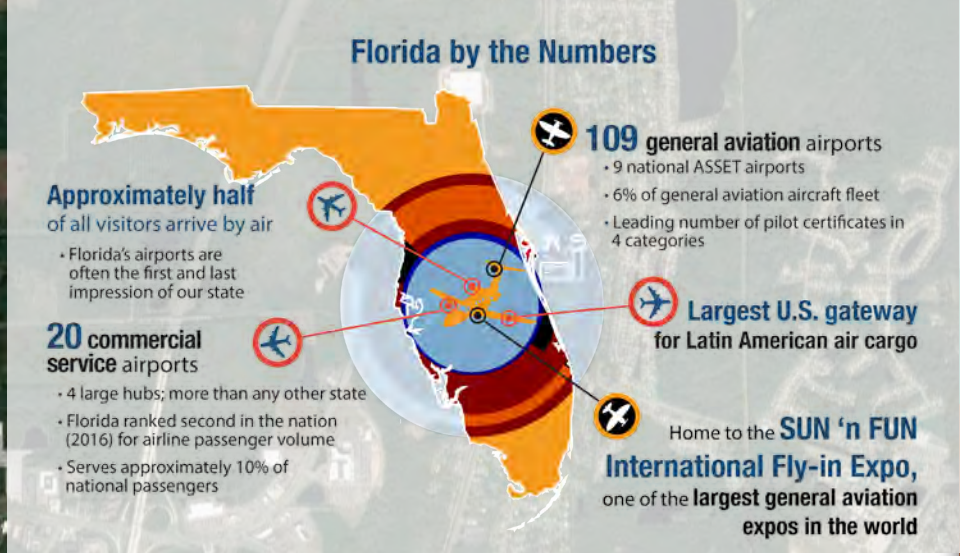 Florida by the Numbers
109 general aviation airports
• 9 national ASSET airports
• 6% of general aviation aircraft fleet
• Leading number of pilot certificates in
4 categories
Approximately half
of all visitors arrive by air
• Florida's airports are
often the first and last
impression of our state
20 commercial
service airports
• 4 large hubs; more than any other state
• Florida ranked second in the nation
(2016) for airline passenger volume
• Serves approximately 10% of
national passengers
Largest U.S. gateway
for Latin American air cargo
Home to the SUN 'n FUN
International Fly-in Expo,
one of the largest general aviation
expos in the world